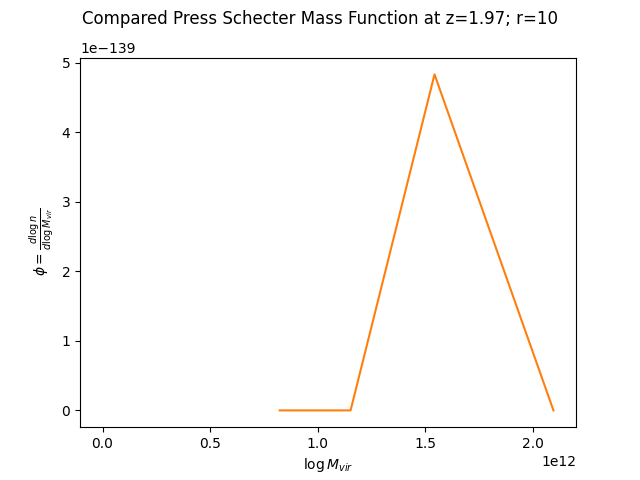 Compared Press Schecter Mass Function at z=1.97; r=10
1e−139
5
4
3
2
1
0
ϕ = d log n / d log M_vir
0.0 0.5 1.0 1.5 2.0
1e12
log M_vir